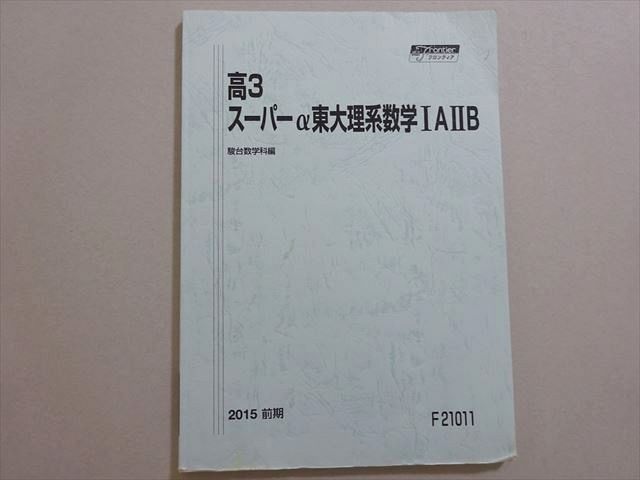 Frontier
フロンティア
高3
スーパーα東大理系数学ⅠAⅡB
駿台数学科編
2015 前期
F21011